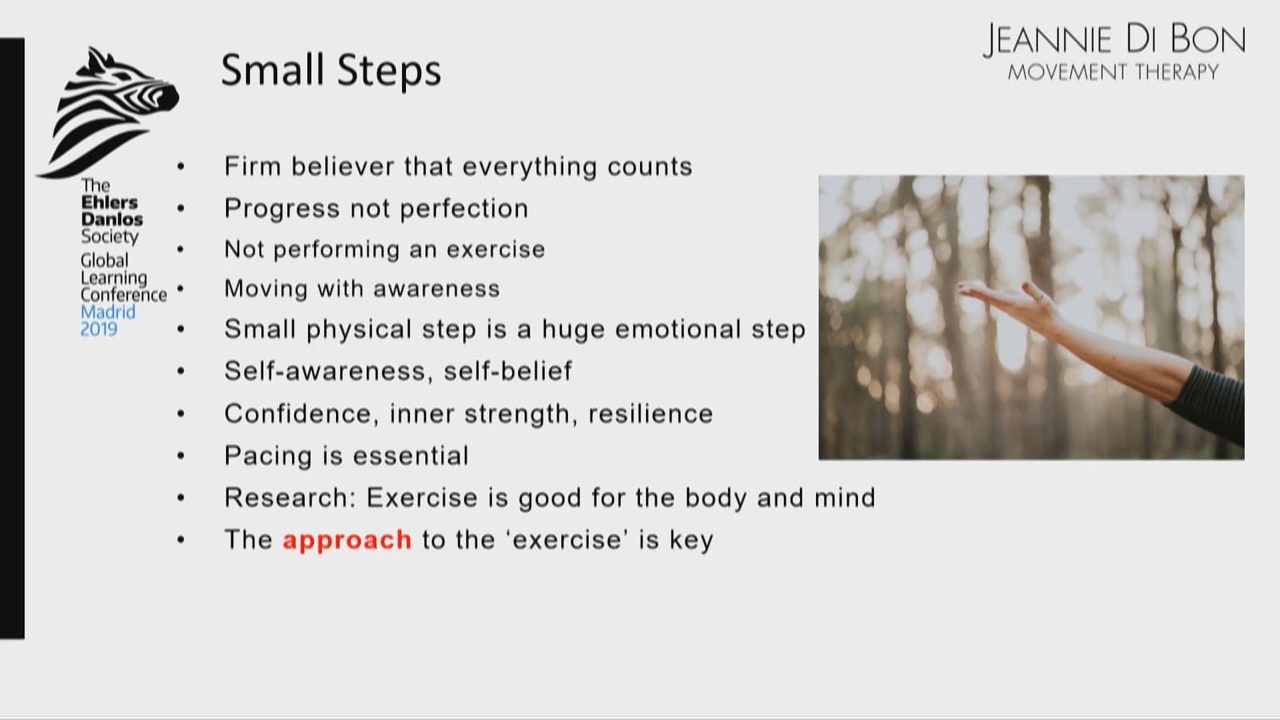 Small Steps
JEANNIE DI BON
MOVEMENT THERAPY
The
Ehlers
Danlos
Society
Global
Learning
Conference
Madrid
2019
• Firm believer that everything counts
• Progress not perfection
• Not performing an exercise
• Moving with awareness
• Small physical step is a huge emotional step
• Self-awareness, self-belief
• Confidence, inner strength, resilience
• Pacing is essential
• Research: Exercise is good for the body and mind
• The approach to the ‘exercise’ is key